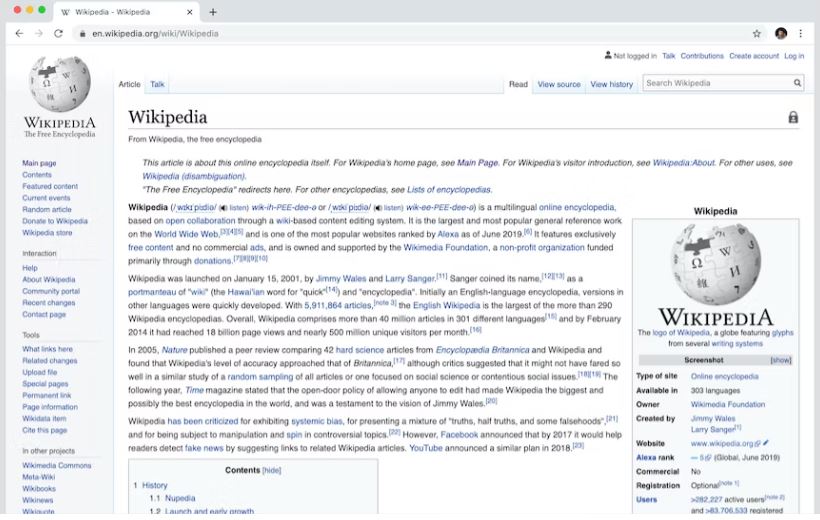 Wikipedia - Wikipedia
en.wikipedia.org/wiki/Wikipedia
Not logged in Talk Contributions Create account Log in
Article Talk Read View source View history Search Wikipedia
WIKIPEDIA
The Free Encyclopedia
Main page
Contents
Featured content
Current events
Random article
Donate to Wikipedia
Wikipedia store
Interaction
Help
About Wikipedia
Community portal
Recent changes
Contact page
Tools
What links here
Related changes
Upload file
Special pages
Permanent link
Page information
Wikidata item
Cite this page
In other projects
Wikimedia Commons
Meta-Wiki
Wikibooks
Wikinews
Wikiquote
Wikipedia
From Wikipedia, the free encyclopedia
This article is about this online encyclopedia itself. For Wikipedia's home page, see Main Page. For Wikipedia's visitor introduction, see Wikipedia:About. For other uses, see
Wikipedia (disambiguation).
"The Free Encyclopedia" redirects here. For other encyclopedias, see Lists of encyclopedias.
Wikipedia (listen) wik-ih-PEE-dee-ə or (listen) wik-ee-PEE-dee-ə) is a multilingual online encyclopedia,
based on open collaboration through a wiki-based content editing system. It is the largest and most popular general reference work
on the World Wide Web,[3][4][5] and is one of the most popular websites ranked by Alexa as of June 2019.[6] It features exclusively
free content and no commercial ads, and is owned and supported by the Wikimedia Foundation, a non-profit organization funded
primarily through donations.[7][8][9][10]
Wikipedia was launched on January 15, 2001, by Jimmy Wales and Larry Sanger.[11] Sanger coined its name,[12][13] as a
portmanteau of "wiki" (the Hawai'ian word for "quick"[14]) and "encyclopedia". Initially an English-language encyclopedia, versions in
other languages were quickly developed. With 5,911,864 articles,[note 3] the English Wikipedia is the largest of the more than 290
Wikipedia encyclopedias. Overall, Wikipedia comprises more than 40 million articles in 301 different languages[15] and by February
2014 it had reached 18 billion page views and nearly 500 million unique visitors per month.[16]
In 2005, Nature published a peer review comparing 42 hard science articles from Encyclopædia Britannica and Wikipedia and
found that Wikipedia's level of accuracy approached that of Britannica,[17] although critics suggested that it might not have fared so
well in a similar study of a random sampling of all articles or one focused on social science or contentious social issues.[18][19] The
following year, Time magazine stated that the open-door policy of allowing anyone to edit had made Wikipedia the biggest and
possibly the best encyclopedia in the world, and was a testament to the vision of Jimmy Wales.[20]
Wikipedia has been criticized for exhibiting systemic bias, for presenting a mixture of "truths, half truths, and some falsehoods",[21]
and for being subject to manipulation and spin in controversial topics.[22] However, Facebook announced that by 2017 it would help
readers detect fake news by suggesting links to related Wikipedia articles. YouTube announced a similar plan in 2018.[23]
Contents [hide]
1 History
1.1 Nupedia
1.2 Launch and early growth
Wikipedia
WIKIPEDIA
The logo of Wikipedia, a globe featuring glyphs
from several writing systems
Screenshot [show]
Type of site Online encyclopedia
Available in 303 languages
Owner Wikimedia Foundation
Created by Jimmy Wales
Larry Sanger[1]
Website www.wikipedia.org
Alexa rank 5 (Global, June 2019)
Commercial No
Registration Optional[note 1]
Users >282,227 active users[note 2]
and >83,706,533 registered